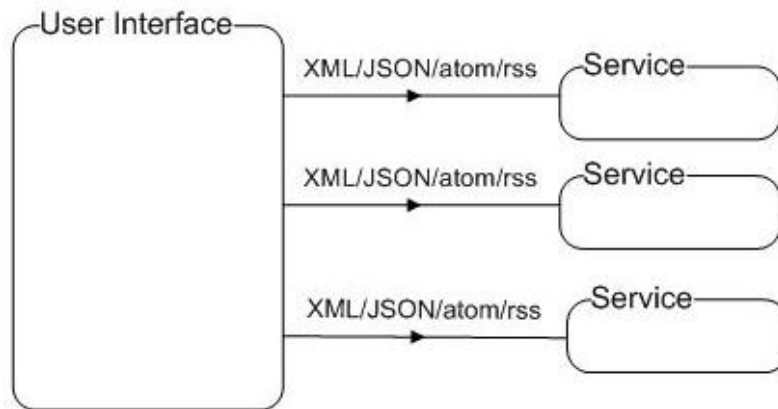 User Interface
XML/JSON/atom/rss
Service
XML/JSON/atom/rss
Service
XML/JSON/atom/rss
Service